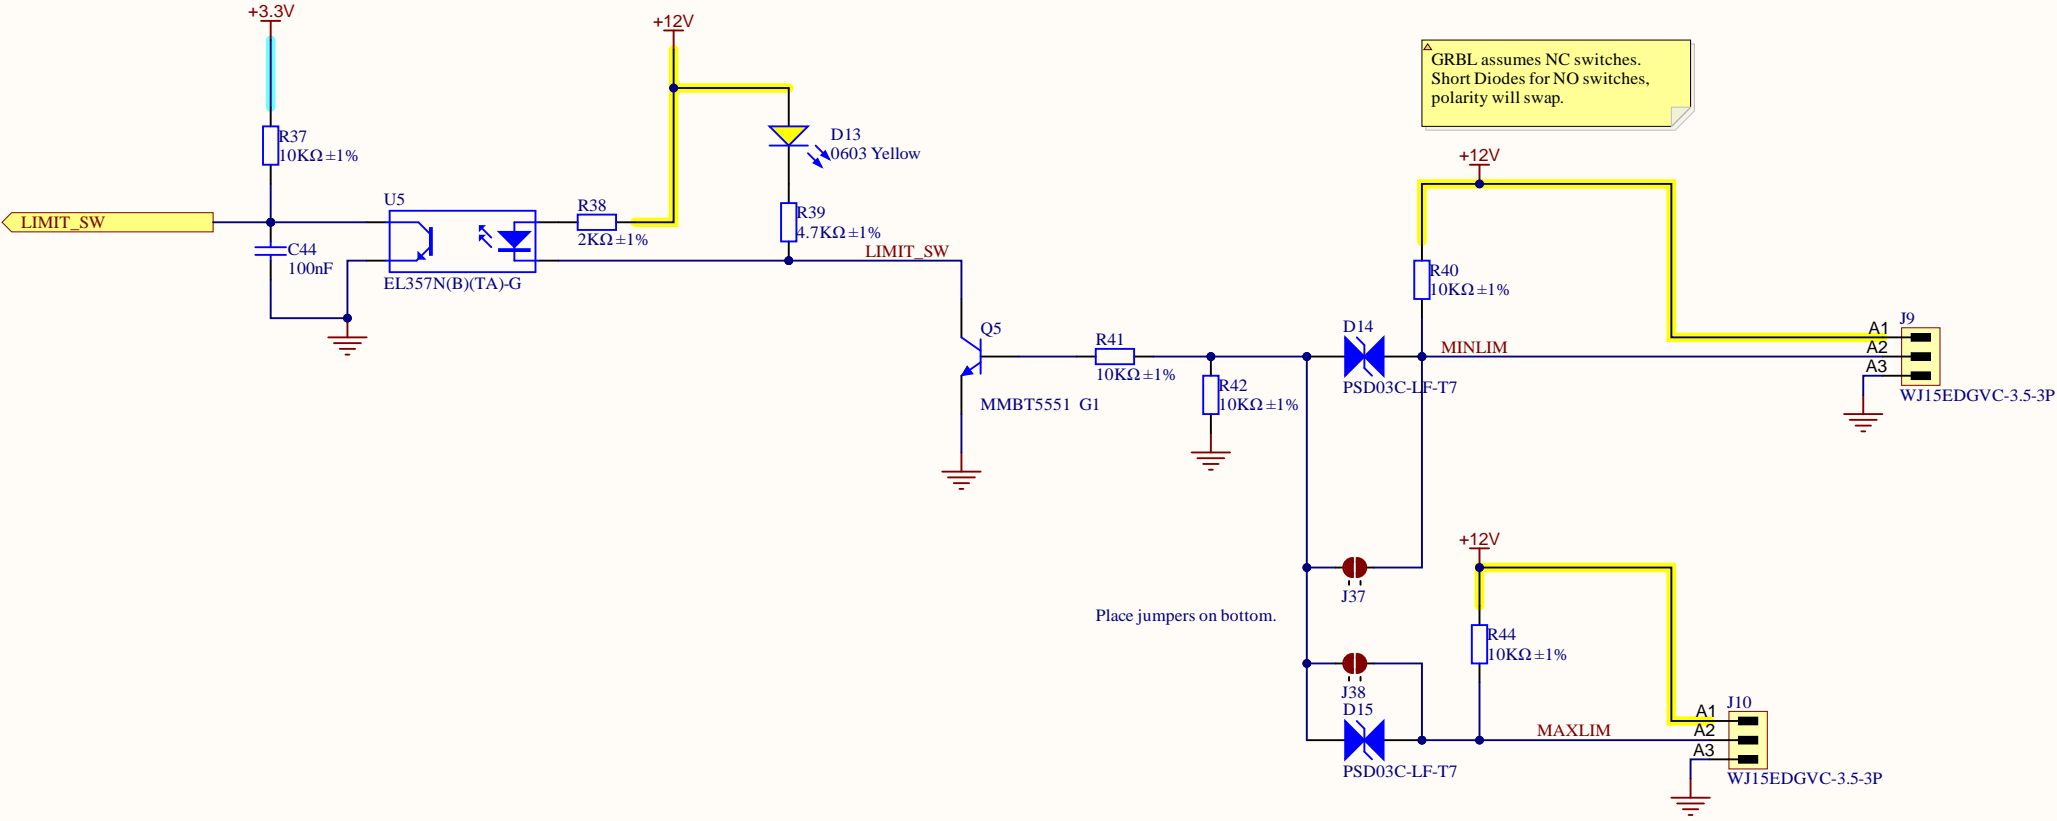 +3.3V
+12V
GRBL assumes NC switches.
Short Diodes for NO switches,
polarity will swap.
R37
10KΩ ±1%
D13
0603 Yellow
+12V
U5
R38
2KΩ ±1%
R39
4.7KΩ ±1%
LIMIT_SW
LIMIT_SW
C44
100nF
EL357N(B)(TA)-G
R40
10KΩ ±1%
Q5
MMBT5551 G1
R41
10KΩ ±1%
R42
10KΩ ±1%
D14
PSD03C-LF-T7
MINLIM
A1
A2
A3
J9
WJ15EDGVC-3.5-3P
+12V
J37
Place jumpers on bottom.
R44
10KΩ ±1%
J38
D15
PSD03C-LF-T7
MAXLIM
A1
A2
A3
J10
WJ15EDGVC-3.5-3P